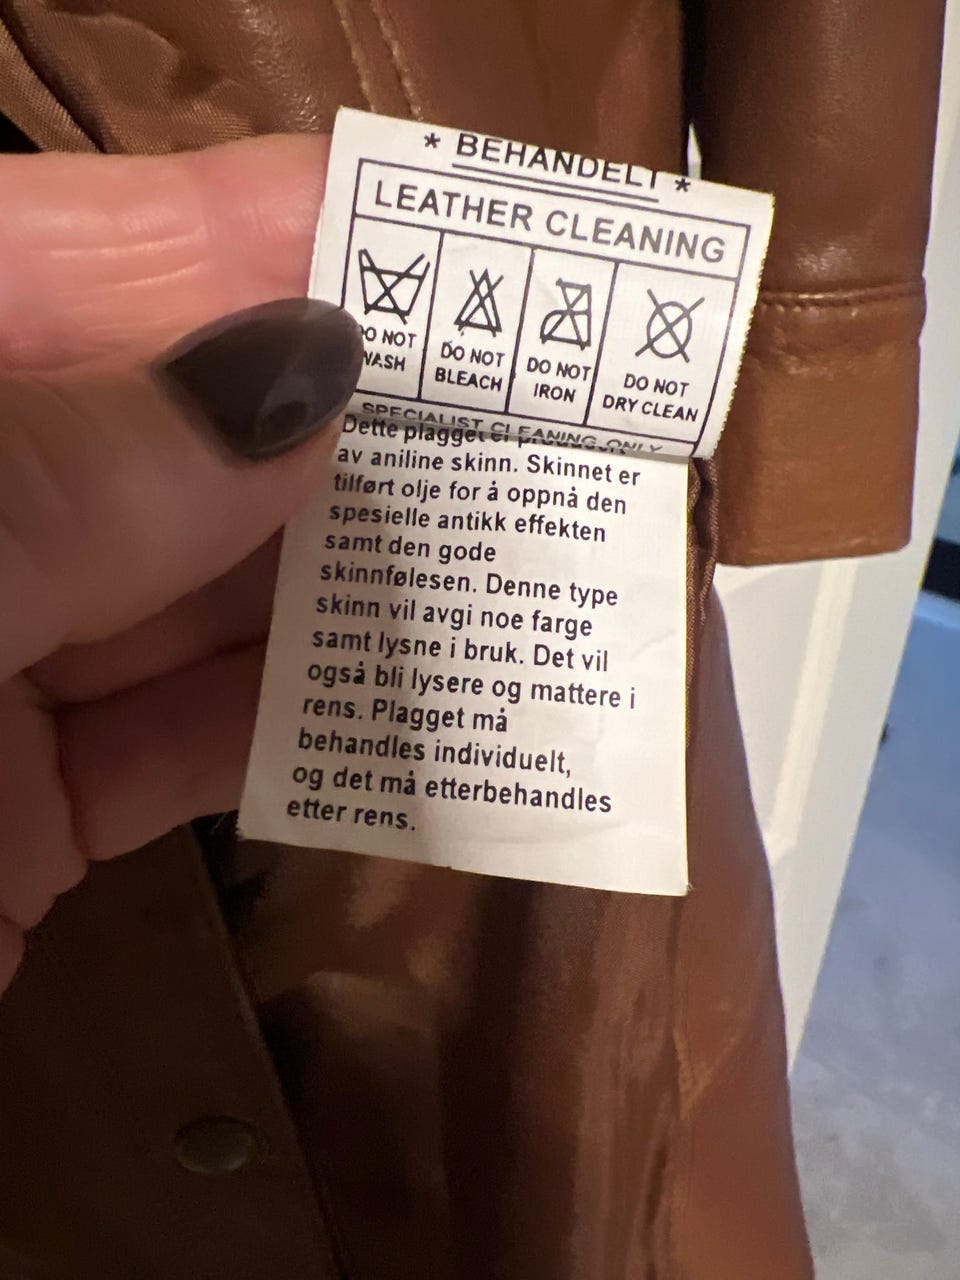 * BEHANDELT *
LEATHER CLEANING
DO NOT
WASH
DO NOT
BLEACH
DO NOT
IRON
DO NOT
DRY CLEAN
SPECIALIST CLEANING ONLY
Dette plagget er
av aniline skinn. Skinnet er
tilført olje for å oppnå den
spesielle antikk effekten
samt den gode
skinnfølesen. Denne type
skinn vil avgi noe farge
samt lysne i bruk. Det vil
også bli lysere og mattere i
rens. Plagget må
behandles individuelt,
og det må etterbehandles
etter rens.